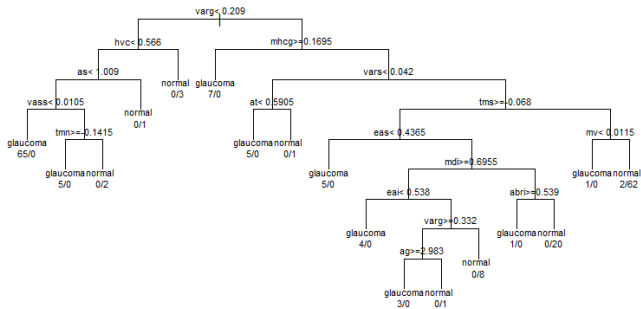 varg< 0.209
hvc< 0.566
mhcg>=0.1695
as< 1.009
normal
0/3
glaucoma
7/0
vars< 0.042
vass< 0.0105
normal
0/1
at< 0.5905
tms>=-0.068
glaucoma
65/0
tmn>=-0.1415
glaucoma
5/0
normal
0/1
eas< 0.4365
mv< 0.0115
glaucoma
5/0
normal
0/2
glaucoma
5/0
mdi>=0.6955
glaucoma
1/0
normal
2/62
eai< 0.538
abri>=0.539
glaucoma
4/0
varg>=0.332
glaucoma
1/0
normal
0/20
ag>=2.983
normal
0/8
glaucoma
3/0
normal
0/1